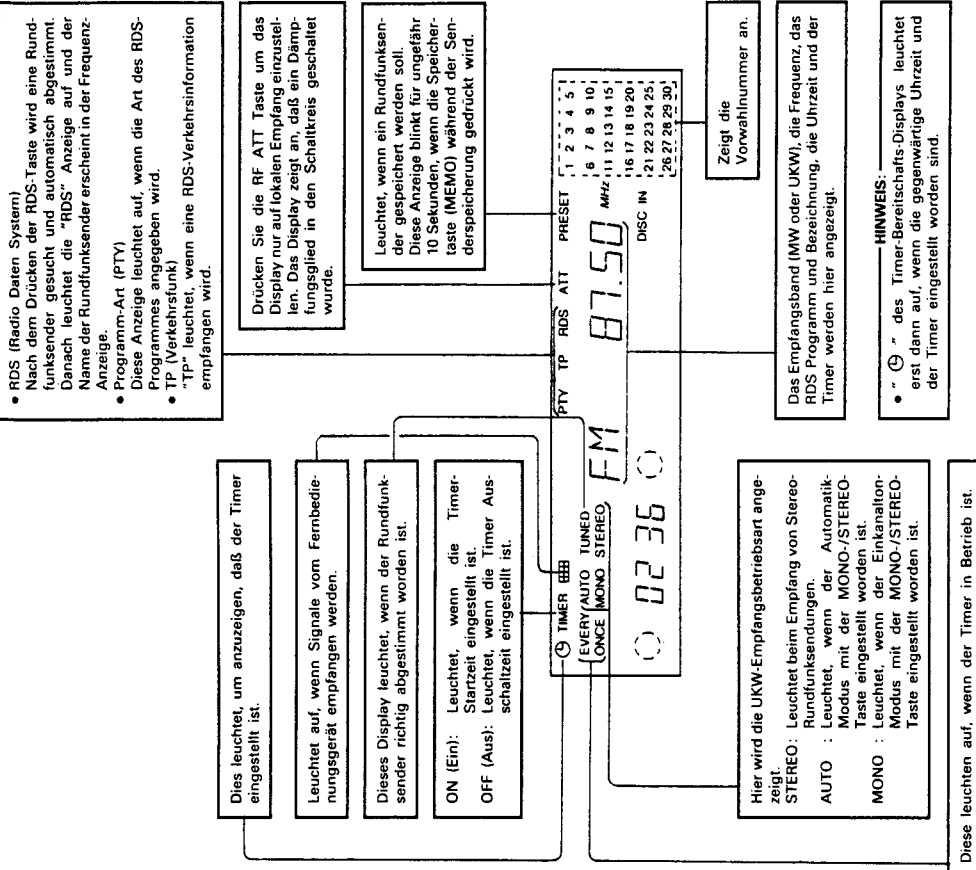 • RDS (Radio Daten System)
Nach dem Drücken der RDS-Taste wird eine Rund-
funksender gesucht und automatisch abgestimmt.
Danach leuchtet die "RDS" Anzeige auf und der
Name der Rundfunksender erscheint in der Frequenz-
Anzeige.
• Programm-Art (PTY)
Diese Anzeige leuchtet auf, wenn die Art des RDS-
Programmes angegeben wird.
• TP (Verkehrsfunk)
"TP" leuchtet, wenn eine RDS-Verkehrsinformation
empfangen wird.
Drücken Sie die RF ATT Taste um das
Display nur auf lokalen Empfang einzustel-
len. Das Display zeigt an, daß ein Dämp-
fungsglied in den Schaltkreis geschaltet
wurde.
Leuchtet, wenn ein Rundfunksen-
der gespeichert werden soll.
Diese Anzeige blinkt für ungefähr
10 Sekunden, wenn die Speicher-
taste (MEMO) während der Sen-
derspeicherung gedrückt wird.
Zeigt die
Vorwahlnummer an.
Dies leuchtet, um anzuzeigen, daß der Timer
eingestellt ist.
Leuchtet auf, wenn Signale vom Fernbedie-
nungsgerät empfangen werden.
Dieses Display leuchtet, wenn der Rundfunk-
sender richtig abgestimmt worden ist.
ON (Ein): Leuchtet, wenn die Timer-
Startzeit eingestellt ist.
OFF (Aus): Leuchtet, wenn die Timer Aus-
schaltzeit eingestellt ist.
TIMER PTY TP RDS ATT PRESET
EVERY AUTO TUNED
ONCE MONO STEREO
FM 87.50 MHz
02 36
DISC IN
1 2 3 4 5
6 7 8 9 10
11 12 13 14 15
16 17 18 19 20
21 22 23 24 25
26 27 28 29 30
Hier wird die UKW-Empfangsbetriebsart ange-
zeigt.
STEREO : Leuchtet beim Empfang von Stereo-
Rundfunksendungen.
AUTO : Leuchtet, wenn der Automatik-
Modus mit der MONO-/STEREO-
Taste eingestellt worden ist.
MONO : Leuchtet, wenn der Einkanalton-
Modus mit der MONO-/STEREO-
Taste eingestellt worden ist.
Das Empfangsband (MW oder UKW), die Frequenz, das
RDS Programm und Bezeichnung, die Uhrzeit und der
Timer werden hier angezeigt.
HINWEIS:
• " " des Timer-Bereitschafts-Displays leuchtet
erst dann auf, wenn die gegenwärtige Uhrzeit und
der Timer eingestellt worden sind.
Diese leuchten auf, wenn der Timer in Betrieb ist.